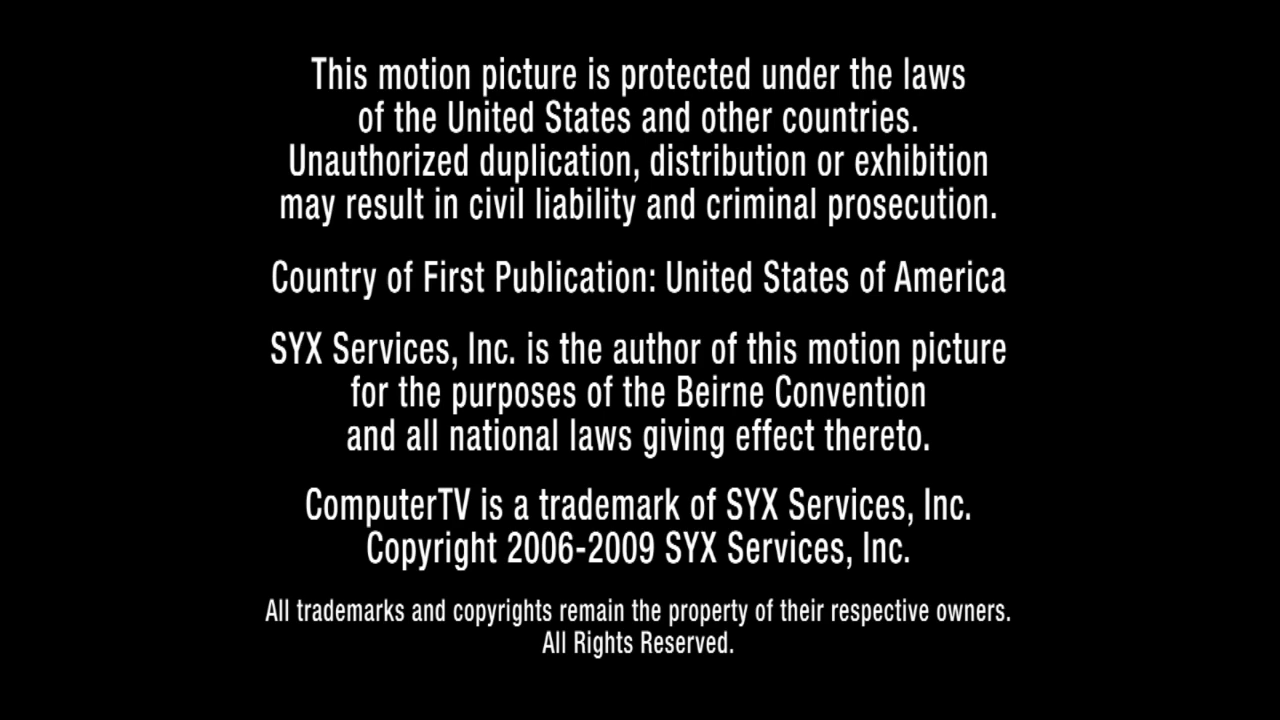 This motion picture is protected under the laws
of the United States and other countries.
Unauthorized duplication, distribution or exhibition
may result in civil liability and criminal prosecution.
Country of First Publication: United States of America
SYX Services, Inc. is the author of this motion picture
for the purposes of the Beirne Convention
and all national laws giving effect thereto.
ComputerTV is a trademark of SYX Services, Inc.
Copyright 2006-2009 SYX Services, Inc.
All trademarks and copyrights remain the property of their respective owners.
All Rights Reserved.